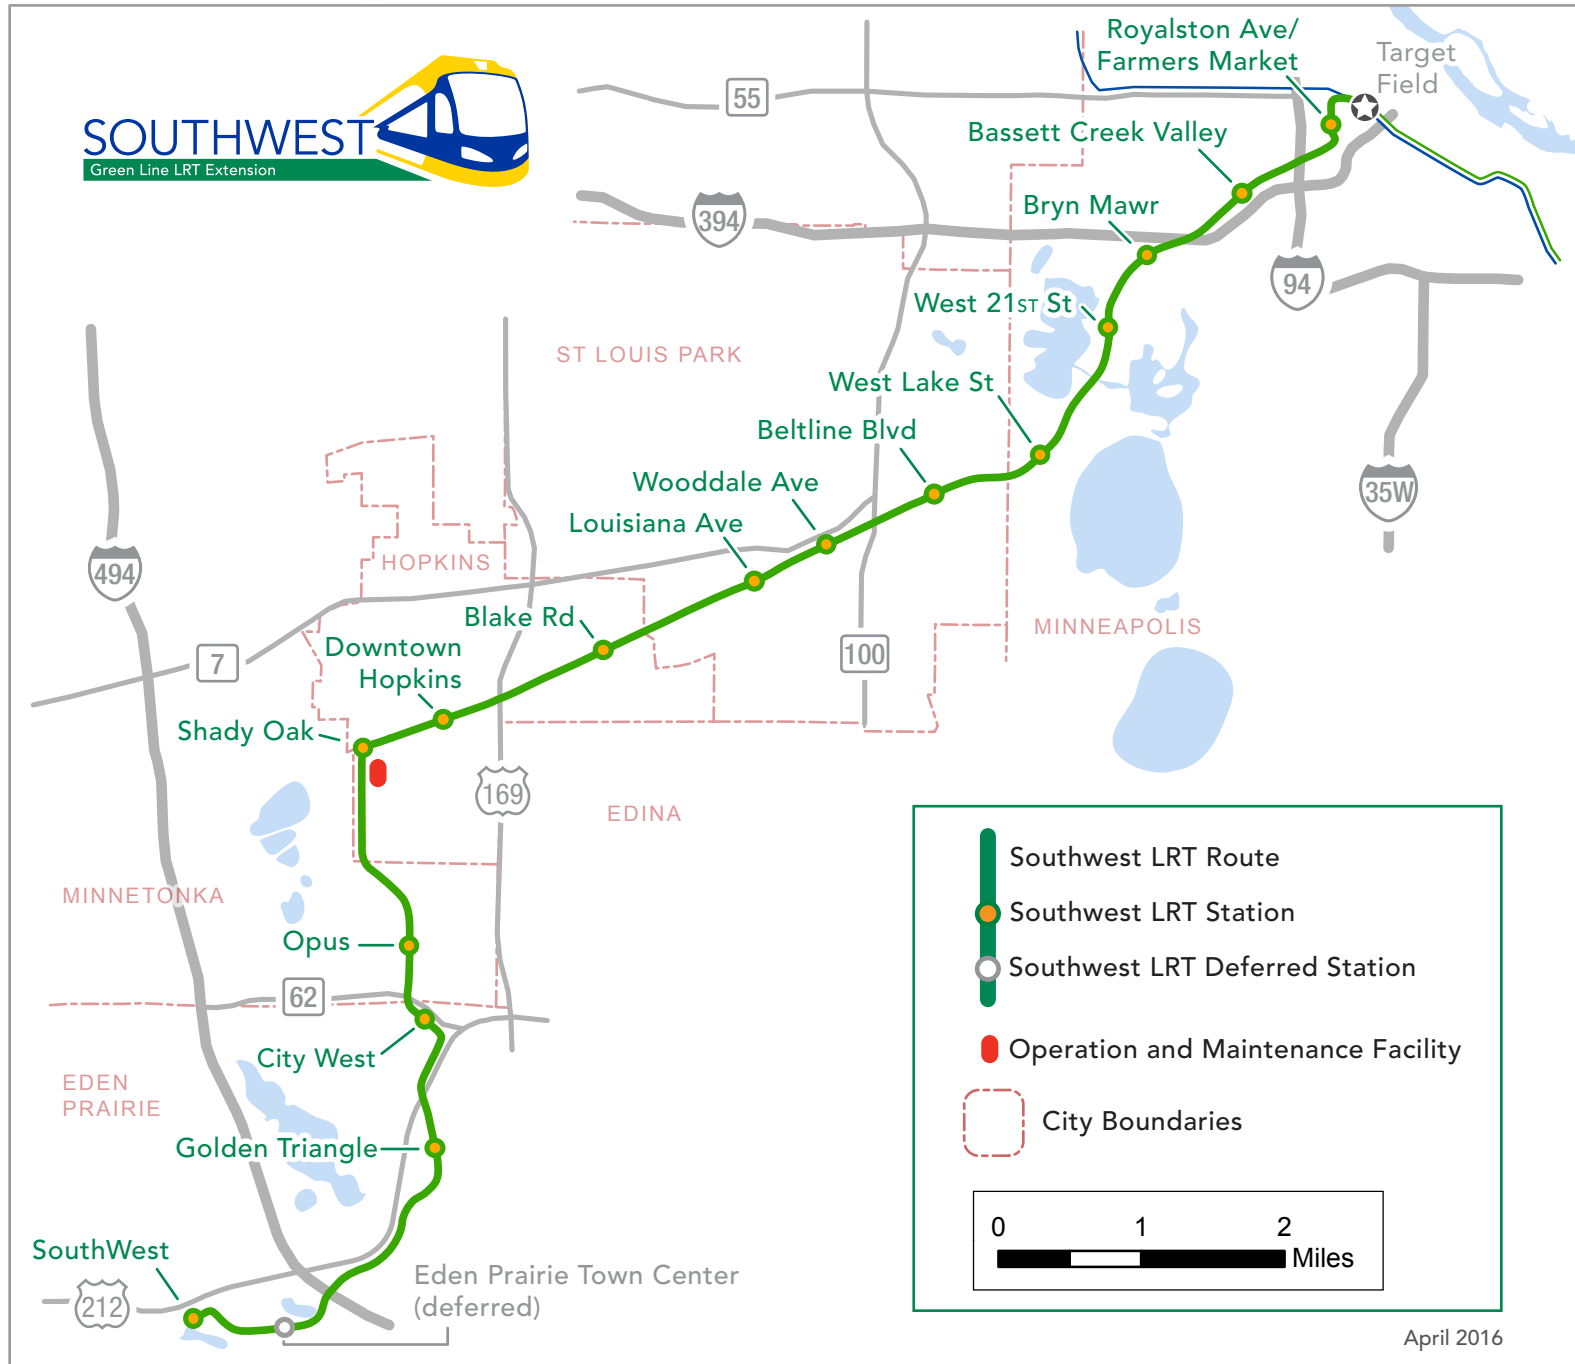 SOUTHWEST
Green Line LRT Extension
Royalston Ave/
Farmers Market
Target
Field
55
Bassett Creek Valley
394
Bryn Mawr
94
West 21ST St
ST LOUIS PARK
West Lake St
Beltline Blvd
Wooddale Ave
35W
Louisiana Ave
HOPKINS
494
Blake Rd
MINNEAPOLIS
7
100
Downtown
Hopkins
Shady Oak
169
EDINA
MINNETONKA
Opus
62
City West
EDEN
PRAIRIE
Golden Triangle
SouthWest
212
Eden Prairie Town Center
(deferred)
Southwest LRT Route
Southwest LRT Station
Southwest LRT Deferred Station
Operation and Maintenance Facility
City Boundaries
0 1 2
Miles
April 2016